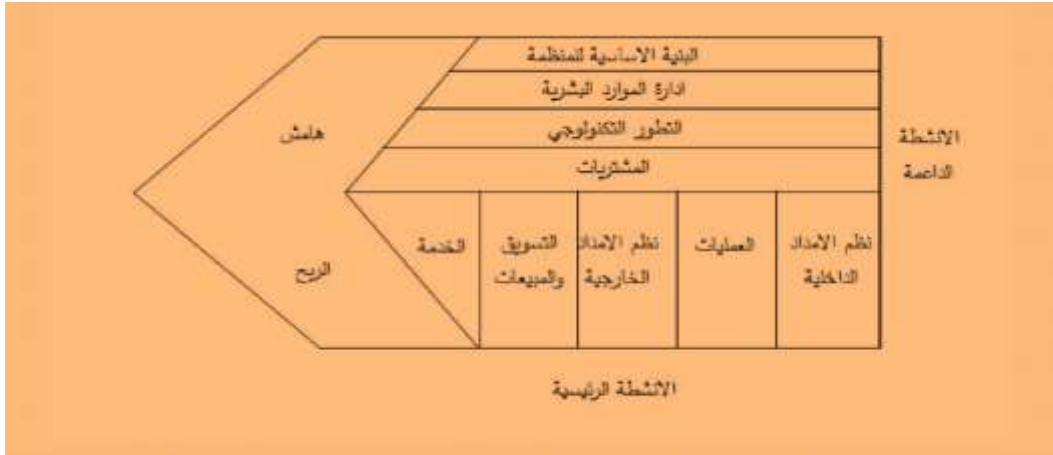 البنية الاساسية للمنظمة
ادارة الموارد البشرية
التطور التكنولوجي
المشتريات
الانشطة
الداعمة
نظم الامداد
الداخلية
العمليات
نظم الامداد
الخارجية
التسويق
والمبيعات
الخدمة
هامش
الربح
الانشطة الرئيسية